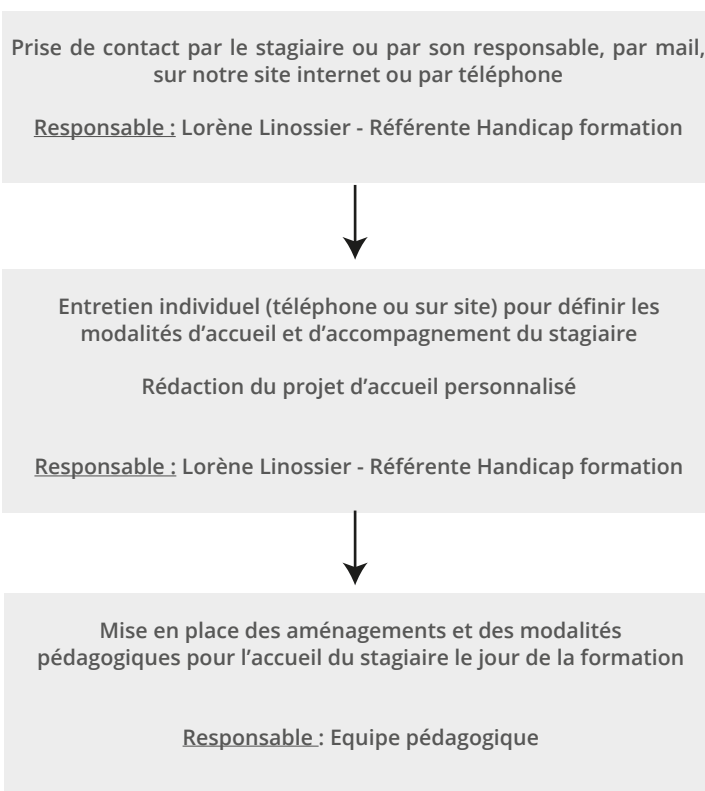 Prise de contact par le stagiaire ou par son responsable, par mail,
sur notre site internet ou par téléphone
Responsable : Lorène Linossier - Référente Handicap formation
Entretien individuel (téléphone ou sur site) pour définir les
modalités d’accueil et d’accompagnement du stagiaire
Rédaction du projet d’accueil personnalisé
Responsable : Lorène Linossier - Référente Handicap formation
Mise en place des aménagements et des modalités
pédagogiques pour l’accueil du stagiaire le jour de la formation
Responsable : Equipe pédagogique